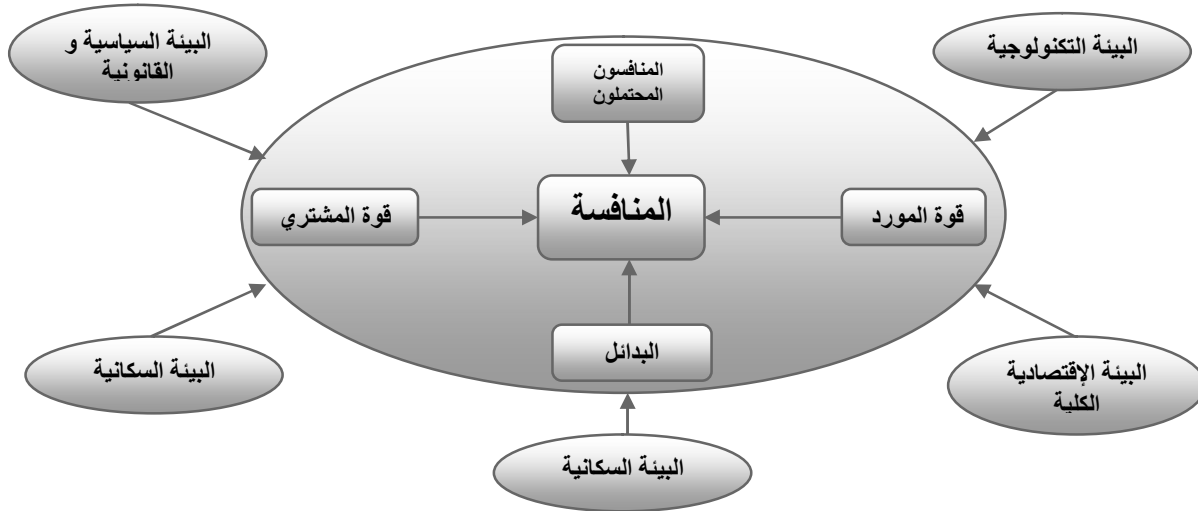 البيئة السياسية و
القانونية
البيئة التكنولوجية
المنافسون
المحتملون
المنافسة
قوة المورد
قوة المشتري
البدائل
البيئة السكانية
البيئة الإقتصادية
الكلية
البيئة السكانية